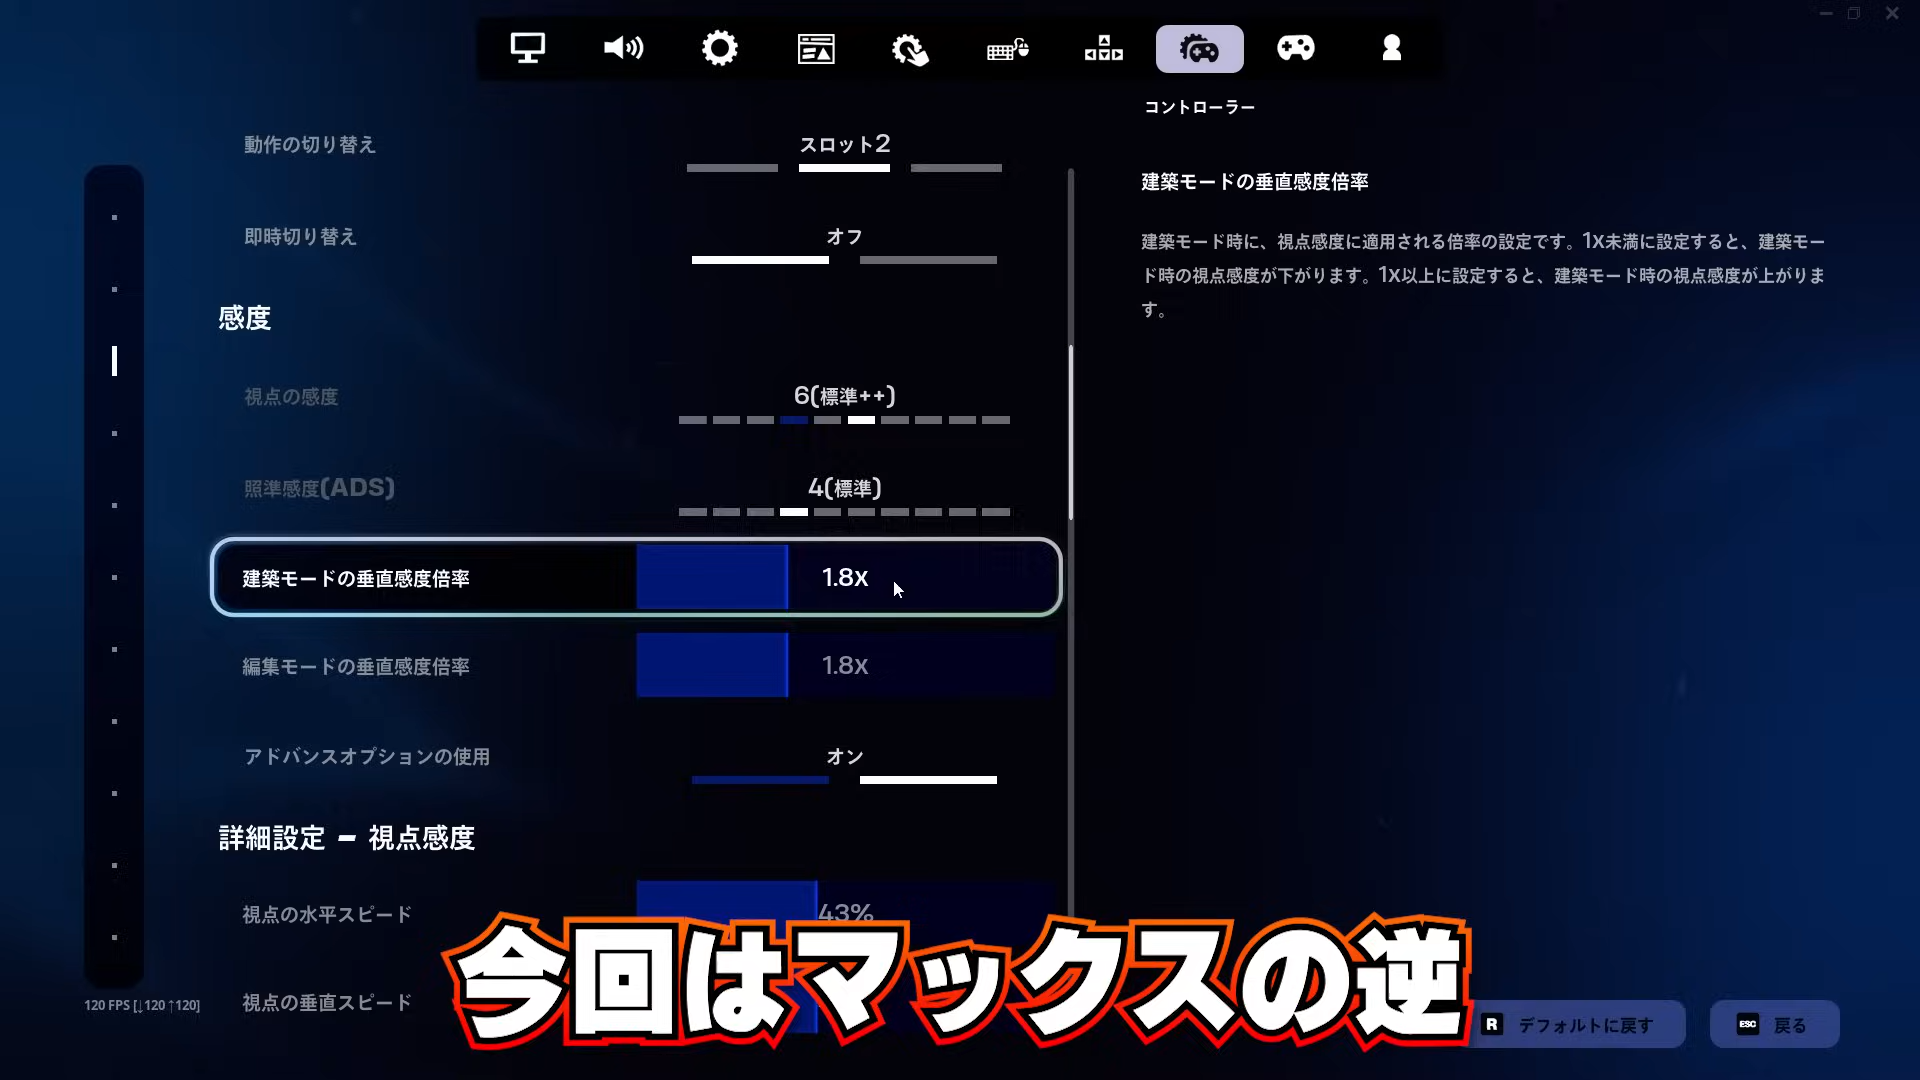 コントローラー
動作の切り替え
スロット2
即時切り替え
オフ
感度
視点の感度
6(標準++)
照準感度(ADS)
4(標準)
建築モードの垂直感度倍率
1.8x
編集モードの垂直感度倍率
1.8x
アドバンスオプションの使用
オン
詳細設定 – 視点感度
視点の水平スピード
43%
視点の垂直スピード
建築モードの垂直感度倍率
建築モード時に、視点感度に適用される倍率の設定です。1X未満に設定すると、建築モー
ド時の視点感度が下がります。1X以上に設定すると、建築モード時の視点感度が上がりま
す。
今回はマックスの逆
120 FPS [↓120 ↑120]
R デフォルトに戻す
ESC 戻る